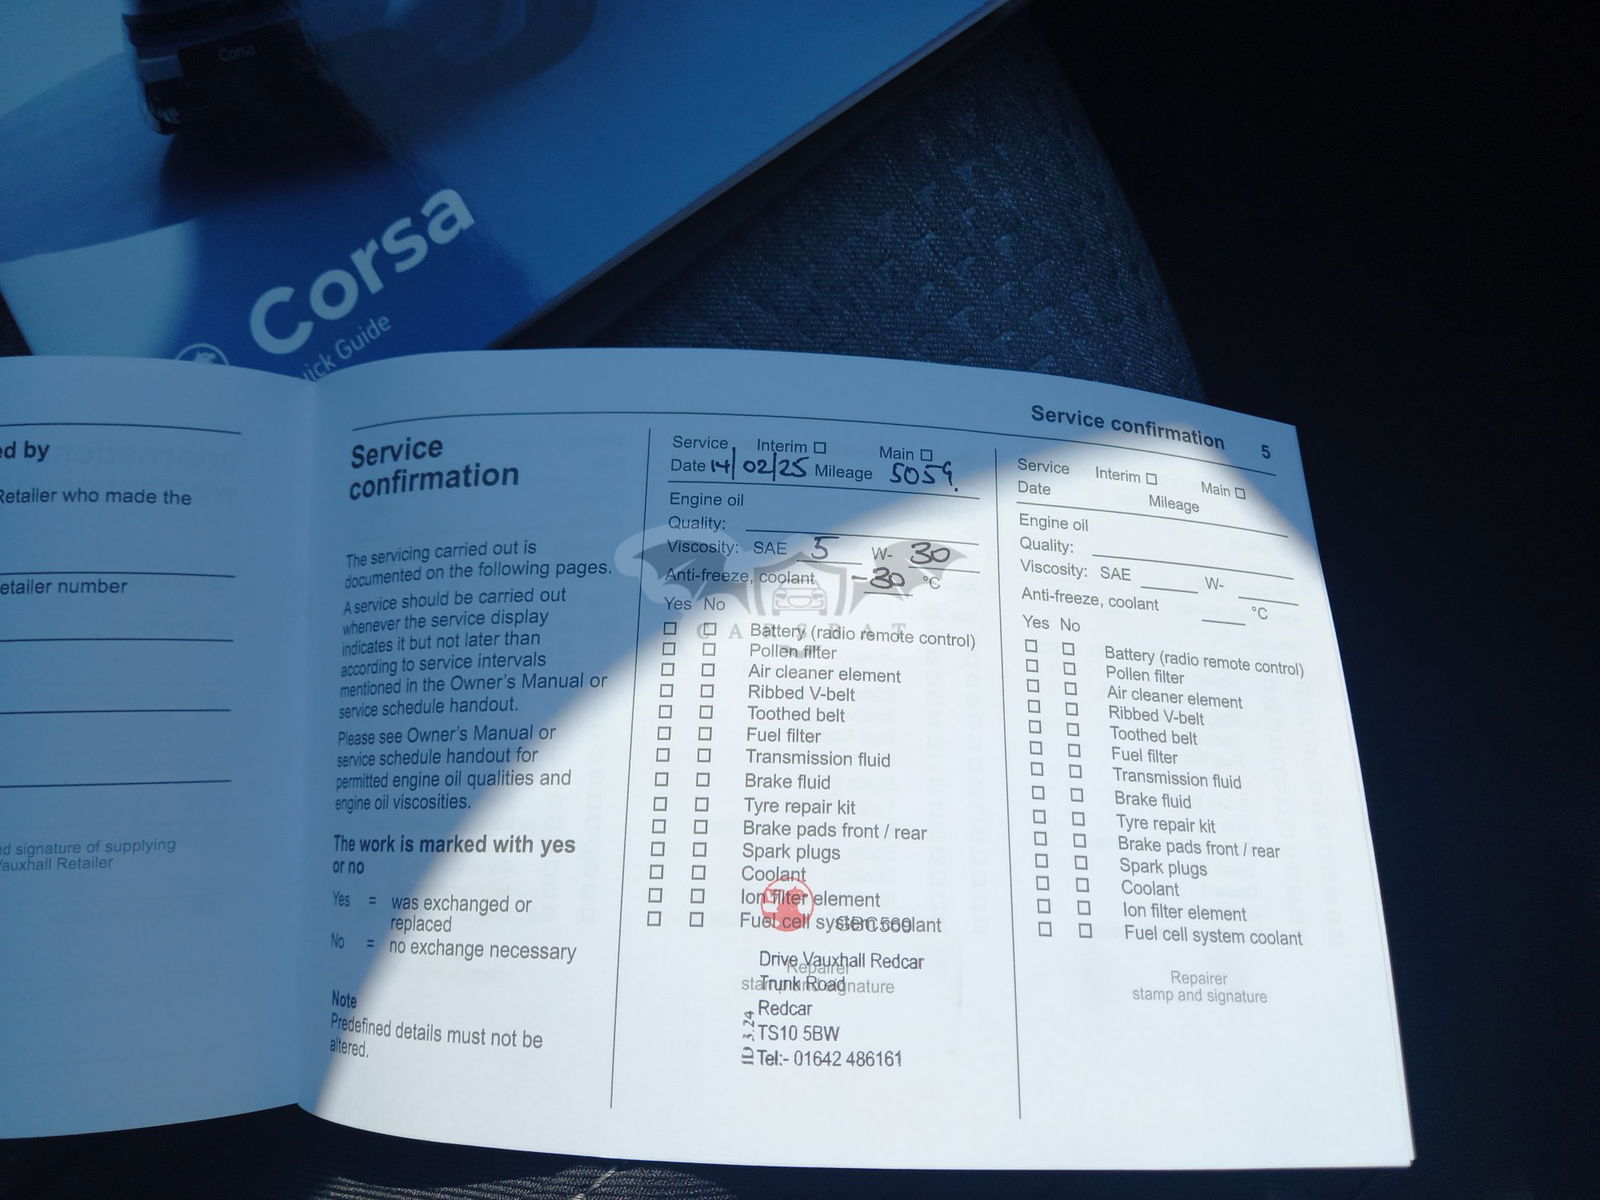 Corsa
Corsa
ick Guide
Service confirmation 5
ed by
Retailer who made the
etailer number
d signature of supplying
Vauxhall Retailer
Service
confirmation
The servicing carried out is
documented on the following pages.
A service should be carried out
whenever the service display
indicates it but not later than
according to service intervals
mentioned in the Owner's Manual or
service schedule handout.
Please see Owner's Manual or
service schedule handout for
permitted engine oil qualities and
engine oil viscosities.
The work is marked with yes
or no
Yes = was exchanged or
replaced
No = no exchange necessary
Note
Predefined details must not be
altered.
Service Interim Main
Date 14/02/25 Mileage 5059.
Engine oil
Quality:
Viscosity: SAE 5 W- 30
Anti-freeze, coolant -30 °C
Yes No
CARSBAT
Battery (radio remote control)
Pollen filter
Air cleaner element
Ribbed V-belt
Toothed belt
Fuel filter
Transmission fluid
Brake fluid
Tyre repair kit
Brake pads front / rear
Spark plugs
Coolant
Ion filter element
Fuel cell system coolant
GBC569
Repairer
stamp and signature
Drive Vauxhall Redcar
Trunk Road
Redcar
TS10 5BW
Tel:- 01642 486161
ID 3.24
Service Interim Main
Date Mileage
Engine oil
Quality:
Viscosity: SAE W-
Anti-freeze, coolant °C
Yes No
Battery (radio remote control)
Pollen filter
Air cleaner element
Ribbed V-belt
Toothed belt
Fuel filter
Transmission fluid
Brake fluid
Tyre repair kit
Brake pads front / rear
Spark plugs
Coolant
Ion filter element
Fuel cell system coolant
Repairer
stamp and signature